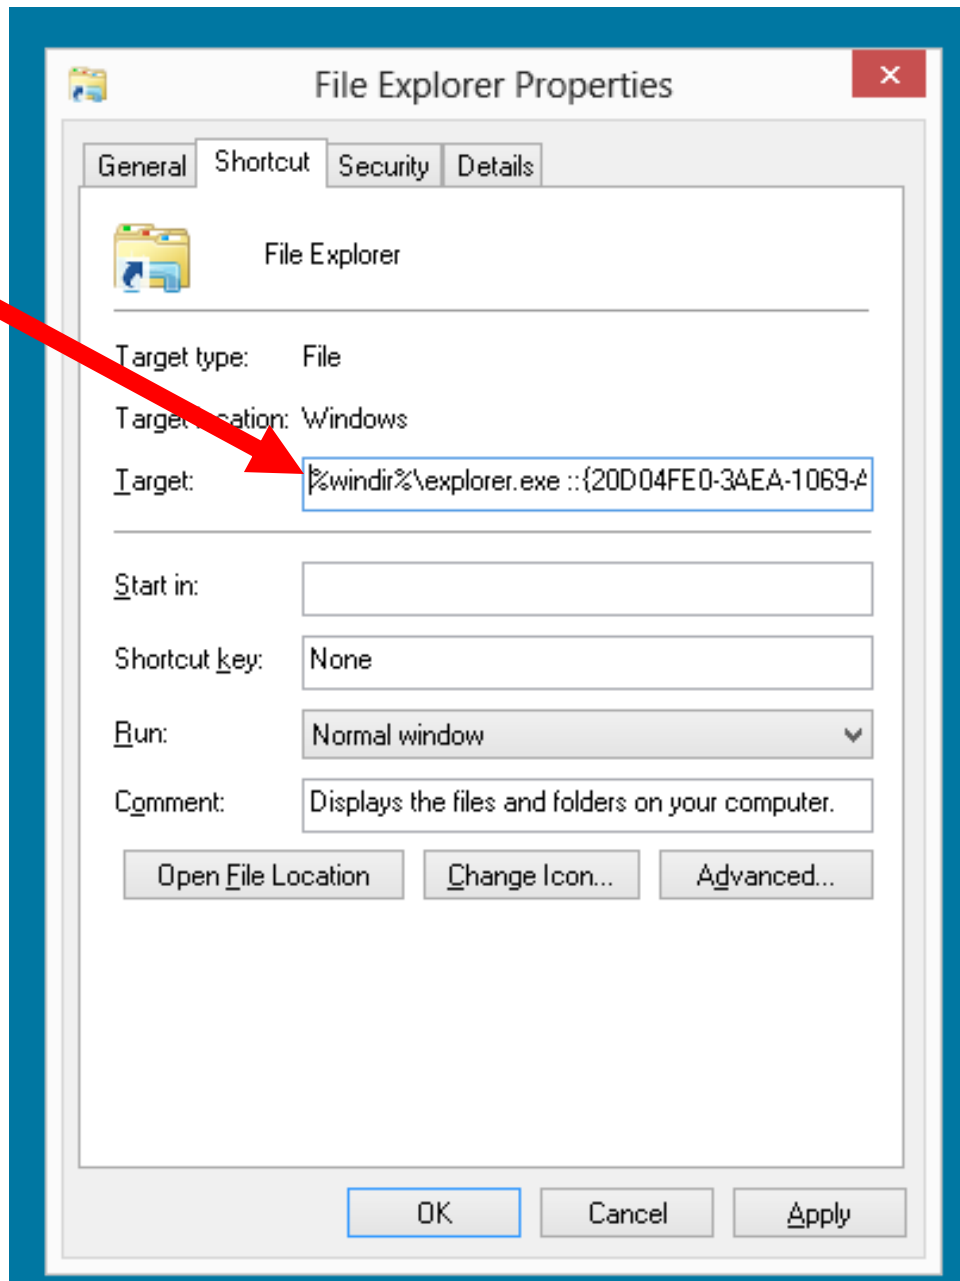 File Explorer Properties
General Shortcut Security Details
File Explorer
Target type: File
Target location: Windows
Target: %windir%\explorer.exe ::{20D04FE0-3AEA-1069-A
Start in:
Shortcut key: None
Run: Normal window
Comment: Displays the files and folders on your computer.
Open File Location Change Icon... Advanced...
OK Cancel Apply